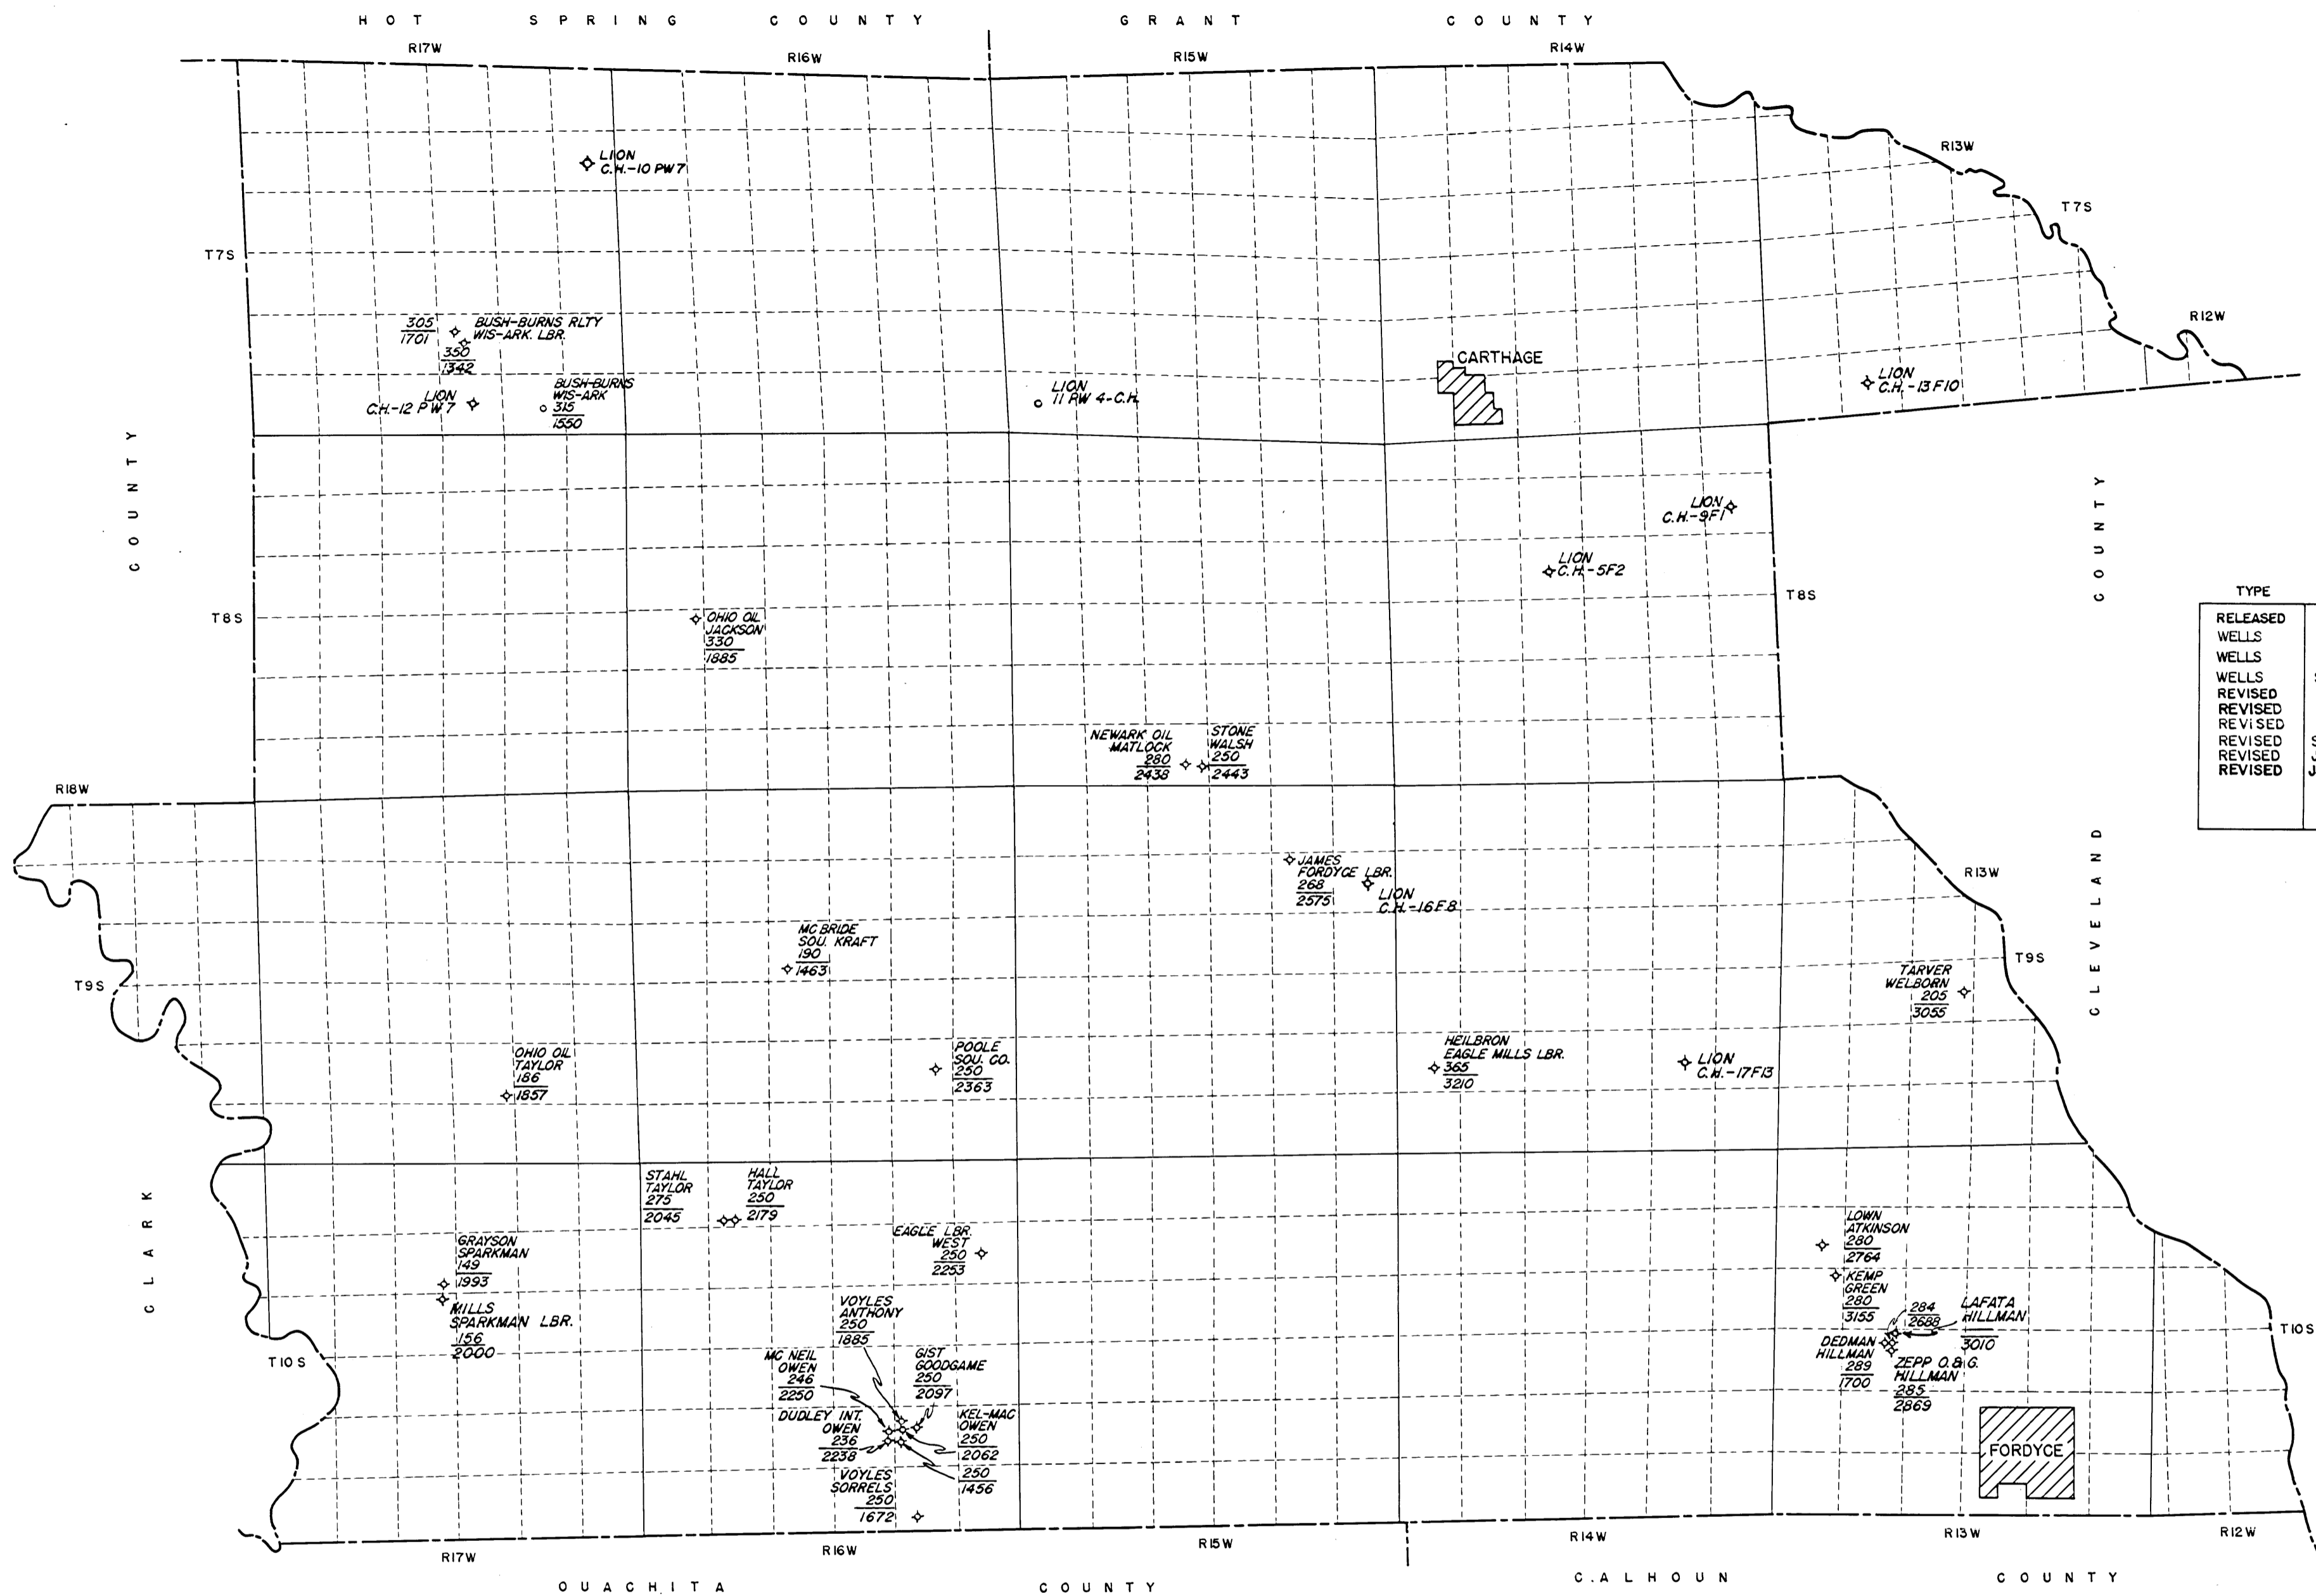 HOT SPRING COUNTY GRANT COUNTY
R17W
R16W
R15W
R14W
R13W
T7S
R12W
T7S
LION
C.H.-10 PW7
305
1701
BUSH-BURNS RLTY
WIS-ARK. LBR.
350
1342
LION
C.H.-12 PW7
BUSH-BURNS
WIS-ARK
315
1550
LION
11 PW 4-C.H.
CARTHAGE
LION
C.H.-13F10
COUNTY
COUNTY
LION
C.H.-9F1
LION
C.H.-5F2
T8S
T8S
OHIO OIL
JACKSON
330
1885
NEWARK OIL
MATLOCK
280
2438
STONE
WALSH
250
2443
TYPE
RELEASED
WELLS
WELLS
WELLS S
REVISED
REVISED
REVISED
REVISED S
REVISED J
REVISED J
R18W
JAMES
FORDYCE LBR.
268
2575
LION
C.H.-16F8
R13W
CLEVELAND
MC BRIDE
SOU. KRAFT
190
1463
T9S
T9S
TARVER
WELBORN
205
3055
OHIO OIL
TAYLOR
186
1857
POOLE
SOU. CO.
250
2363
HEILBRON
EAGLE MILLS LBR.
365
3210
LION
C.H.-17F13
CLARK
STAHL
TAYLOR
275
2045
HALL
TAYLOR
250
2179
GRAYSON
SPARKMAN
149
1993
MILLS
SPARKMAN LBR.
156
2000
EAGLE LBR.
WEST
250
2253
LOWN
ATKINSON
280
2764
KEMP
GREEN
280
3155
284
2688
LAFATA
HILLMAN
3010
DEDMAN
HILLMAN
289
1700
ZEPP O.&G.
HILLMAN
285
2869
T10S
T10S
VOYLES
ANTHONY
250
1885
MC NEIL
OWEN
246
2250
GIST
GOODGAME
250
2097
DUDLEY INT.
OWEN
236
2238
KEL-MAC
OWEN
250
2062
250
1456
VOYLES
SORRELS
250
1672
FORDYCE
R17W
R16W
R15W
R14W
R13W
R12W
OUACHITA COUNTY
CALHOUN COUNTY